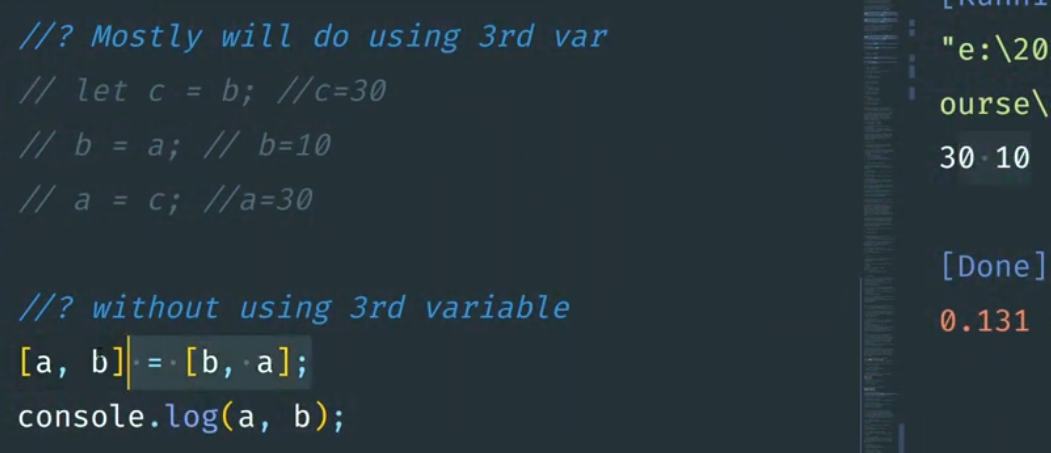 //? Mostly will do using 3rd var
// let c = b; //c=30
// b = a; // b=10
// a = c; //a=30
//? without using 3rd variable
[a, b] = [b, a];
console.log(a, b);
"e:\20
ourse\
30 10
[Done]
0.131